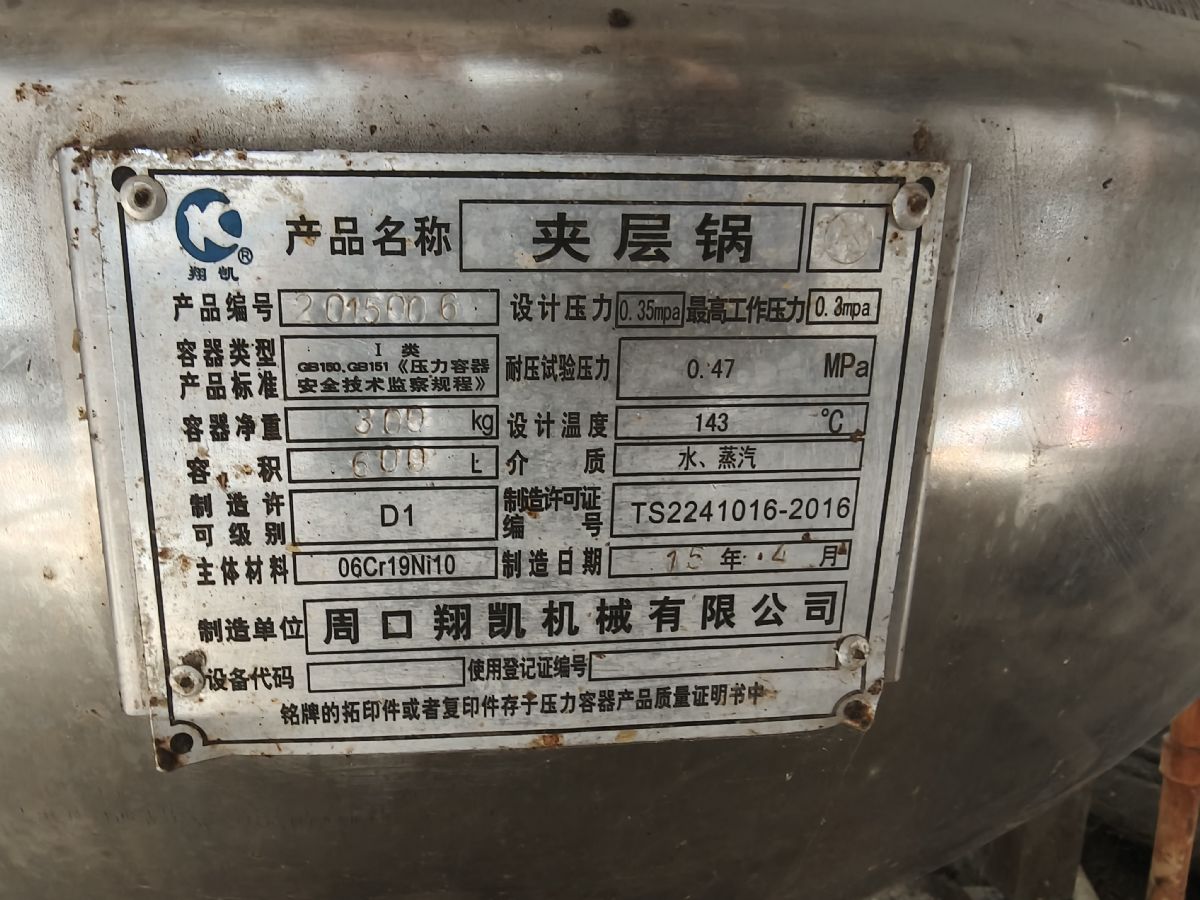 翔凯®
产品名称 夹层锅
产品编号 2015006 设计压力 0.35mpa 最高工作压力 0.3mpa
容器类型 I 类
产品标准 GB150、GB151《压力容器安全技术监察规程》 耐压试验压力 0.47 MPa
容器净重 300 kg 设计温度 143 ℃
容积 600 L 介质 水、蒸汽
制造许可级别 D1 制造许可证编号 TS2241016-2016
主体材料 06Cr19Ni10 制造日期 15 年 4 月
制造单位 周口翔凯机械有限公司
设备代码 使用登记证编号
铭牌的拓印件或者复印件存于压力容器产品质量证明书中